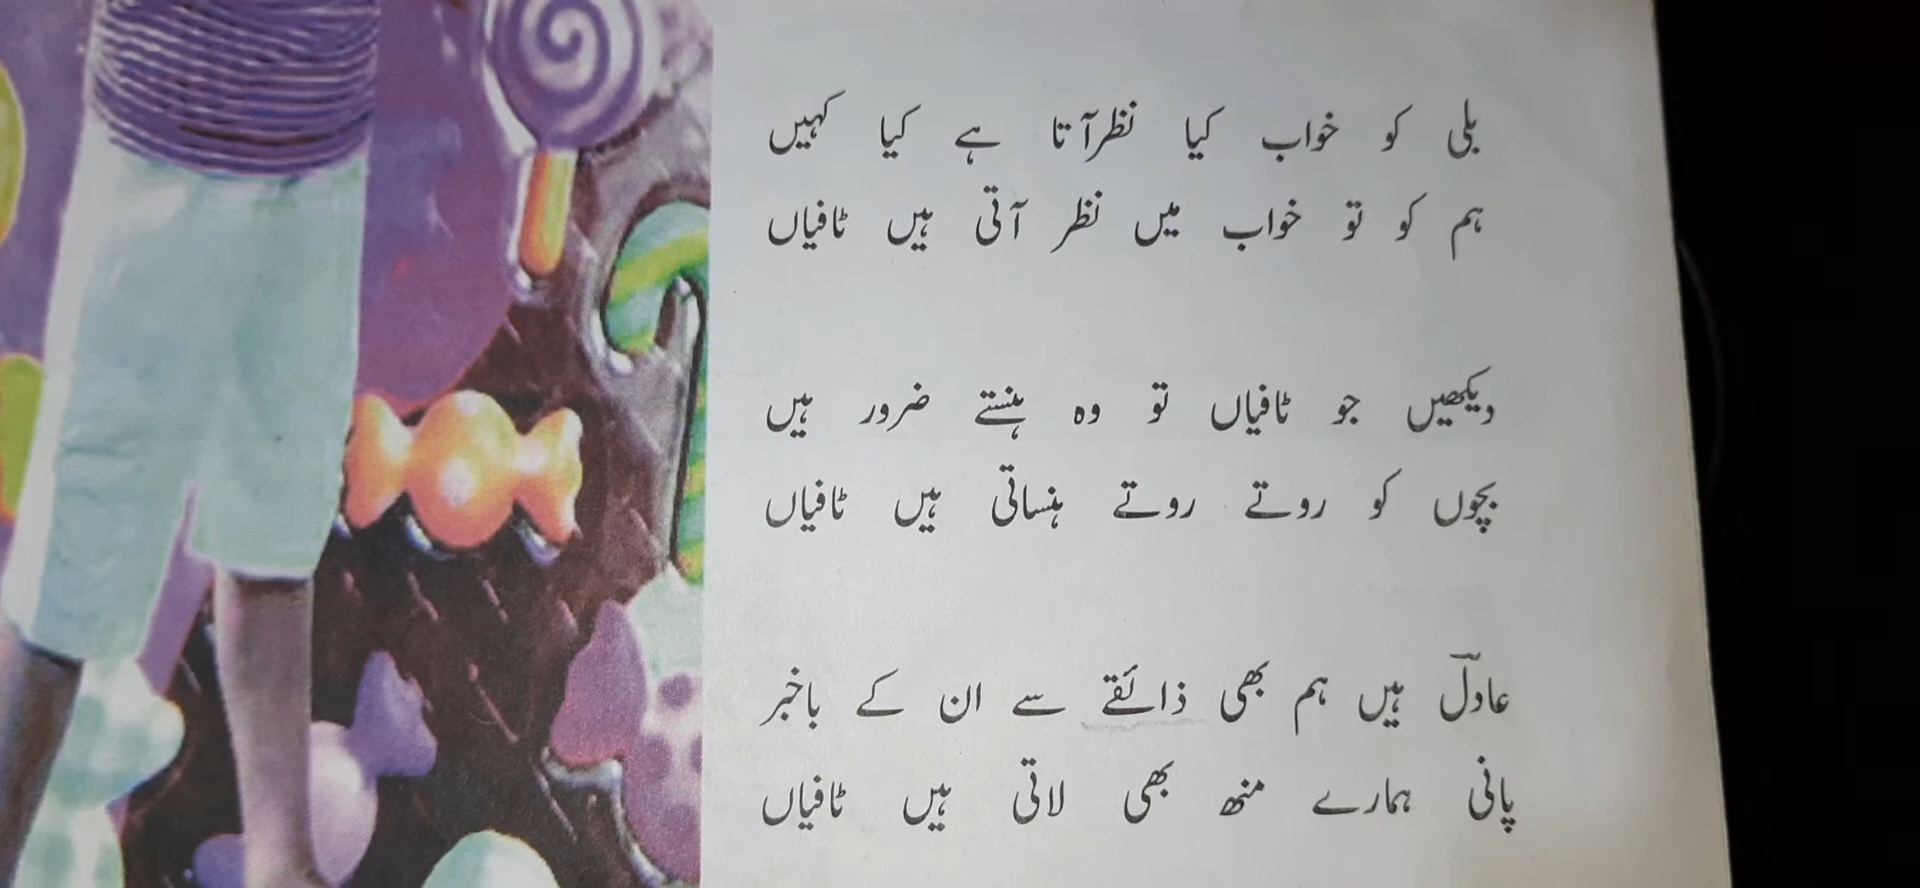 بلی کو خواب کیا نظر آتا ہے کیا کہیں
ہم کو تو خواب میں نظر آتی ہیں ٹافیاں
دیکھیں جو ٹافیاں تو وہ ہنستے ضرور ہیں
بچوں کو روتے روتے ہنساتی ہیں ٹافیاں
عادلؔ ہیں ہم بھی ذائقے سے ان کے باخبر
پانی ہمارے منھ بھی لاتی ہیں ٹافیاں